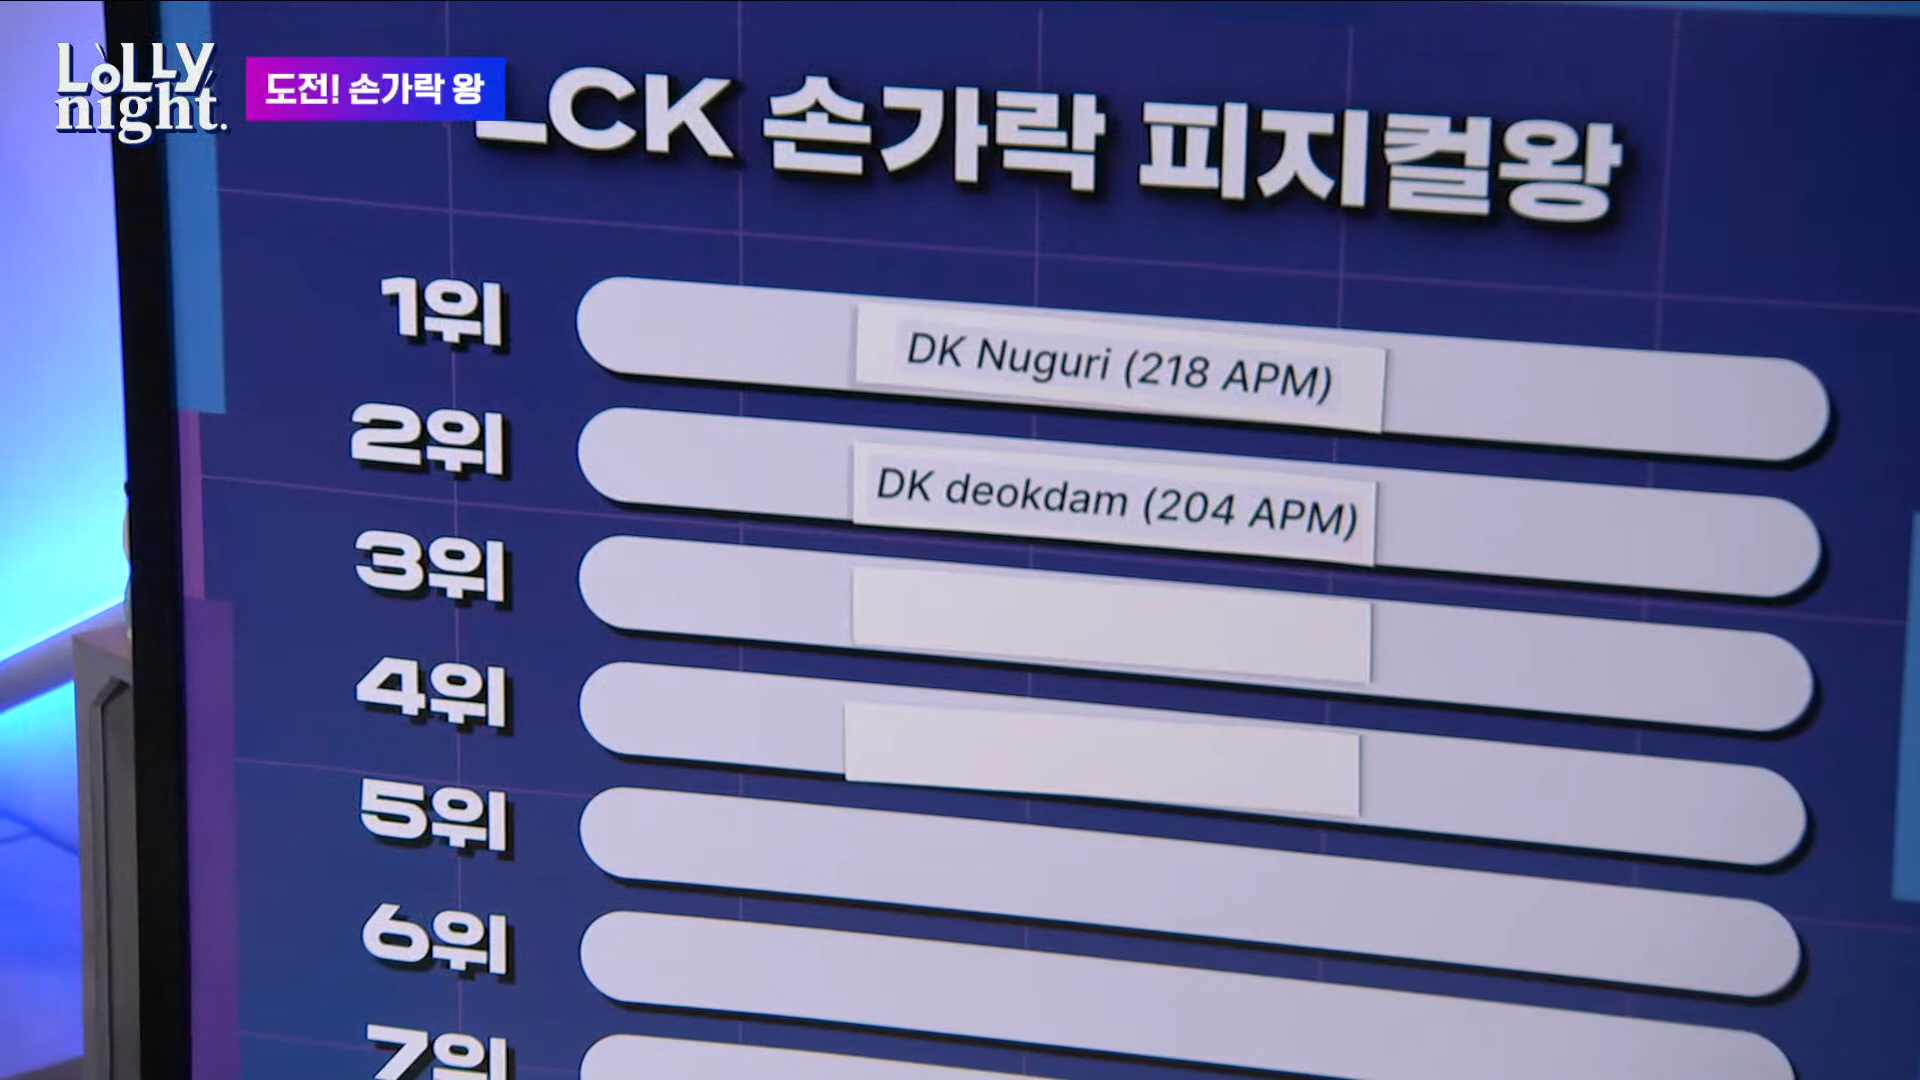 LOLLY
night.
도전! 손가락 왕
LCK 손가락 피지컬왕
1위
DK Nuguri (218 APM)
2위
DK deokdam (204 APM)
3위
4위
5위
6위
7위